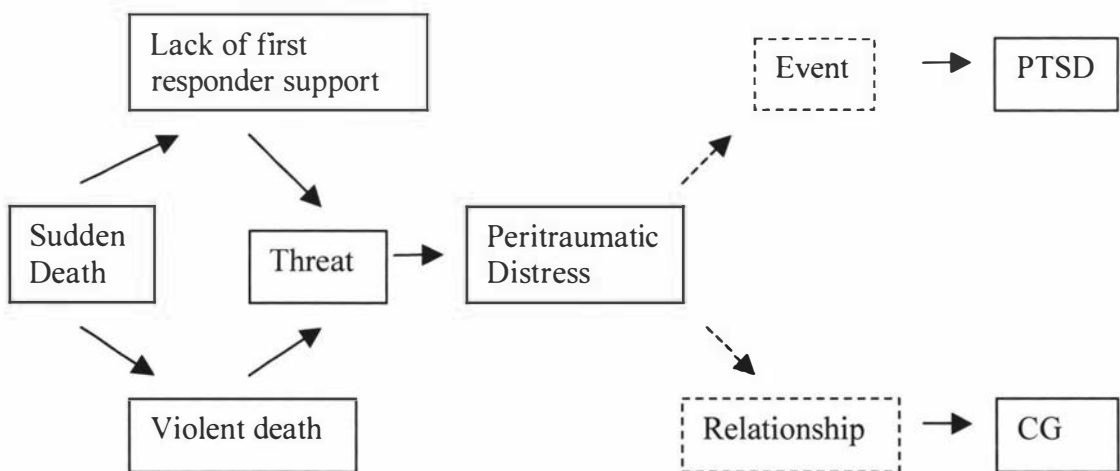 Lack of first
responder support
Event
PTSD
Sudden
Death
Threat
Peritraumatic
Distress
Violent death
Relationship
CG